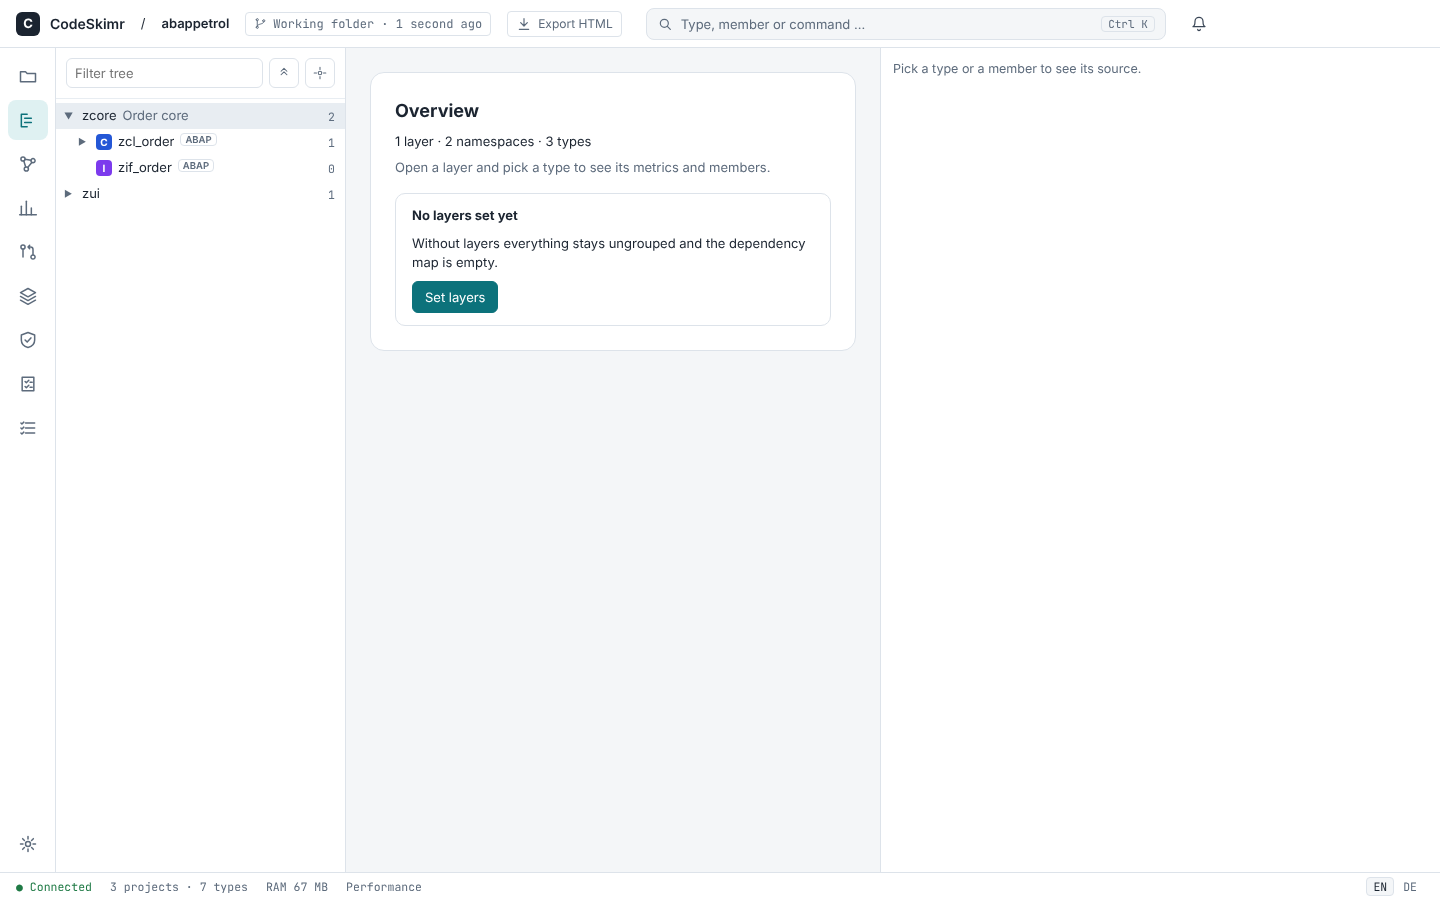 C CodeSkimr / abappetrol Working folder · 1 second ago Export HTML Type, member or command ... Ctrl K
Filter tree
zcore Order core 2
C zcl_order ABAP 1
I zif_order ABAP 0
zui 1
Overview
1 layer · 2 namespaces · 3 types
Open a layer and pick a type to see its metrics and members.
No layers set yet
Without layers everything stays ungrouped and the dependency
map is empty.
Set layers
Pick a type or a member to see its source.
Connected 3 projects · 7 types RAM 67 MB Performance EN DE